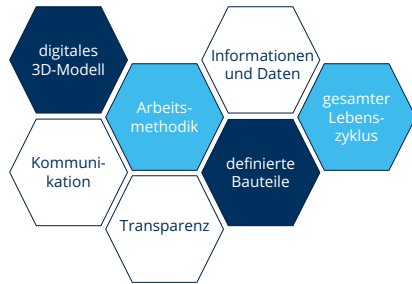 digitales
3D-Modell
Informationen
und Daten
Arbeits-
methodik
gesamter
Lebens-
zyklus
Kommuni-
kation
definierte
Bauteile
Transparenz